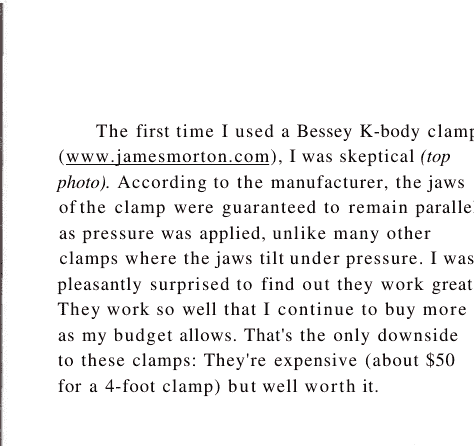 The first time I used a Bessey K-body clamp
(www.jamesmorton.com), I was skeptical (top
photo). According to the manufacturer, the jaws
of the clamp were guaranteed to remain paralle
as pressure was applied, unlike many other
clamps where the jaws tilt under pressure. I was
pleasantly surprised to find out they work great
They work so well that I continue to buy more
as my budget allows. That's the only downside
to these clamps: They're expensive (about $50
for a 4-foot clamp) but well worth it.